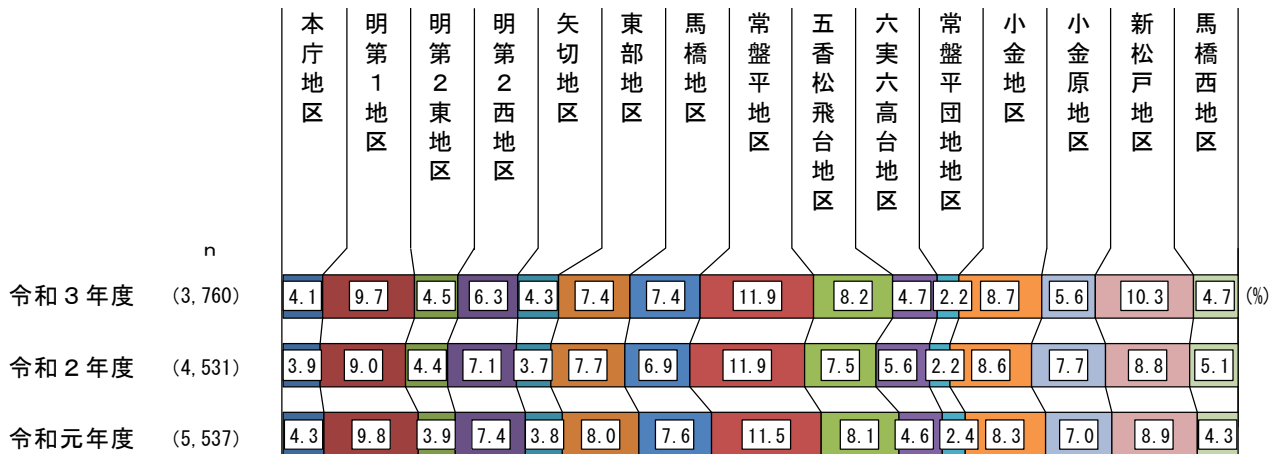 本庁地区
明第1地区
明第2東地区
明第2西地区
矢切地区
東部地区
馬橋地区
常盤平地区
五香松飛台地区
六実六高台地区
常盤平団地地区
小金地区
小金原地区
新松戸地区
馬橋西地区
n
令和3年度 (3,760) 4.1 9.7 4.5 6.3 4.3 7.4 7.4 11.9 8.2 4.7 2.2 8.7 5.6 10.3 4.7 (%)
令和2年度 (4,531) 3.9 9.0 4.4 7.1 3.7 7.7 6.9 11.9 7.5 5.6 2.2 8.6 7.7 8.8 5.1
令和元年度 (5,537) 4.3 9.8 3.9 7.4 3.8 8.0 7.6 11.5 8.1 4.6 2.4 8.3 7.0 8.9 4.3